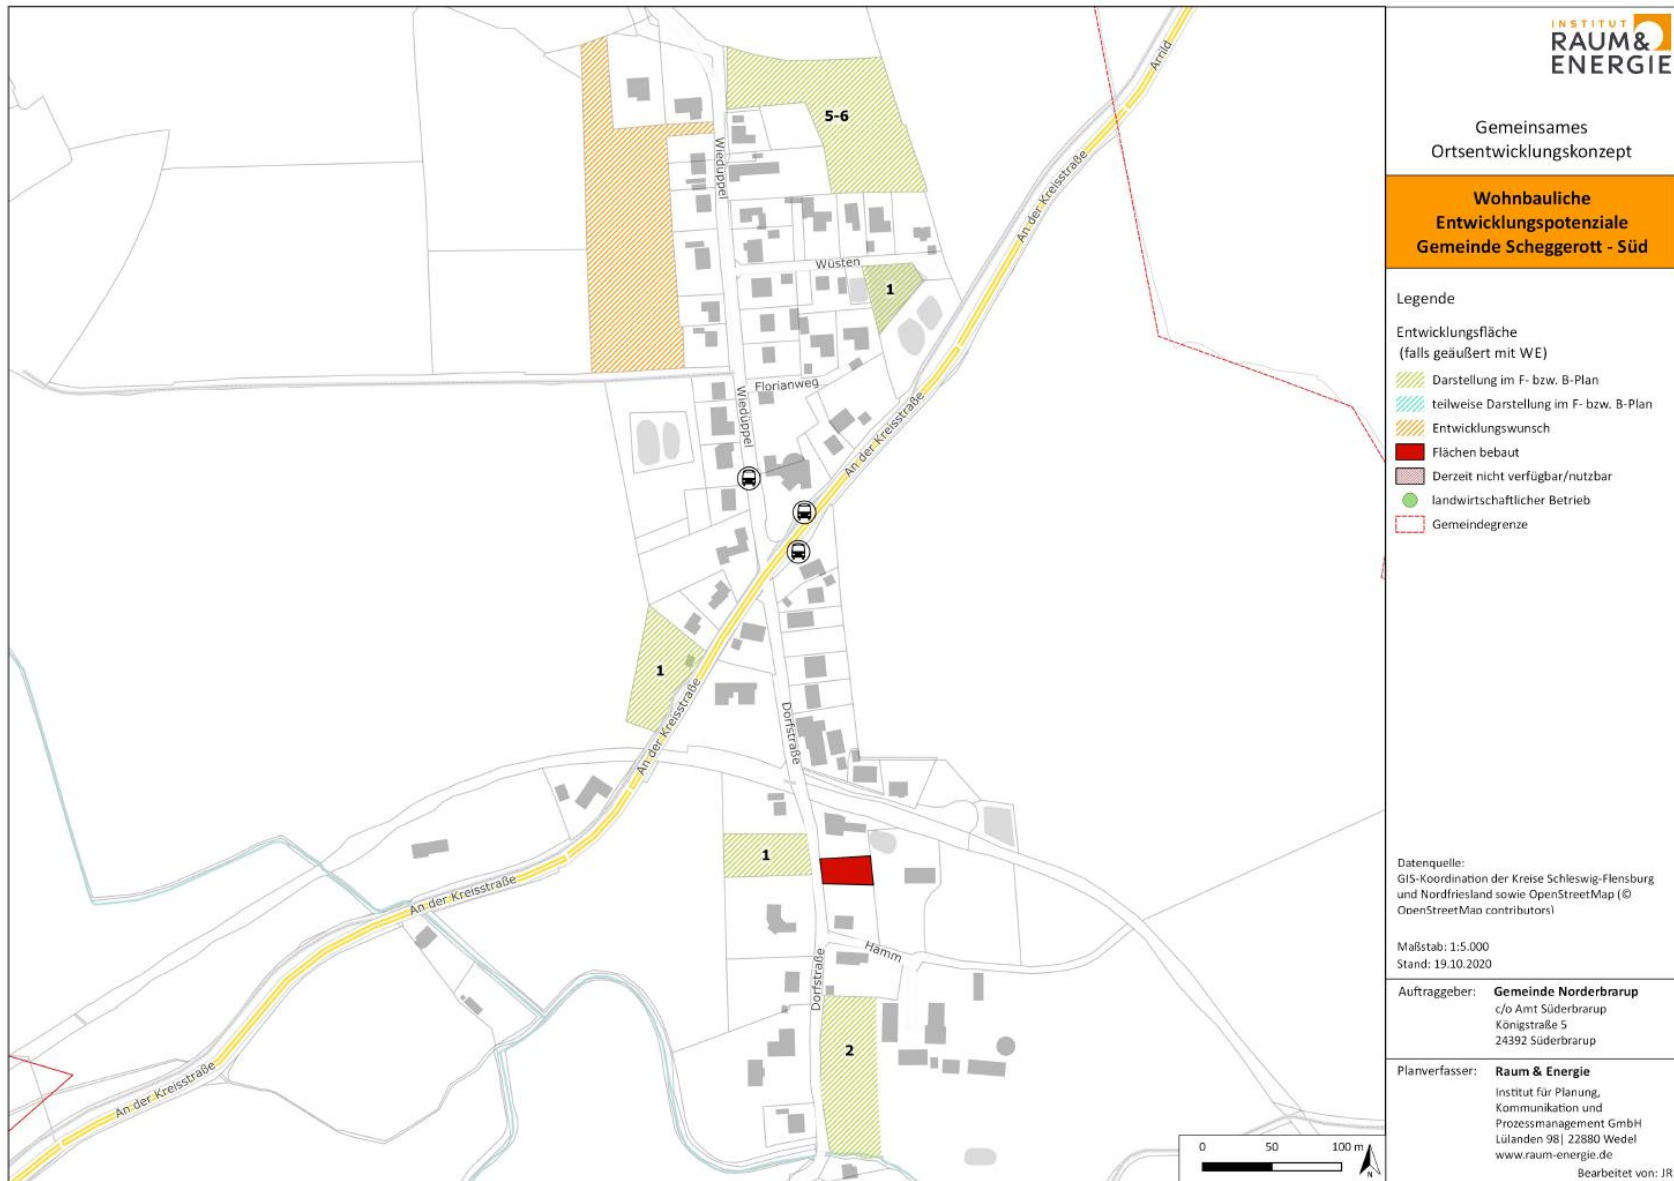 INSTITUT
RAUM&
ENERGIE
Gemeinsames
Ortsentwicklungskonzept
Wohnbauliche
Entwicklungspotenziale
Gemeinde Scheggerott - Süd
Legende
Entwicklungsfläche
(falls geäußert mit WE)
Darstellung im F- bzw. B-Plan
teilweise Darstellung im F- bzw. B-Plan
Entwicklungswunsch
Flächen bebaut
Derzeit nicht verfügbar/nutzbar
landwirtschaftlicher Betrieb
Gemeindegrenze
Datenquelle:
GIS-Koordination der Kreise Schleswig-Flensburg
und Nordfriesland sowie OpenStreetMap (©
OpenStreetMap contributors)
Maßstab: 1:5.000
Stand: 19.10.2020
Auftraggeber: Gemeinde Norderbrarup
c/o Amt Süderbrarup
Königstraße 5
24392 Süderbrarup
Planverfasser: Raum & Energie
Institut für Planung,
Kommunikation und
Prozessmanagement GmbH
Lülanden 98| 22880 Wedel
www.raum-energie.de
Bearbeitet von: JR
Arrild
5-6
Wiedüppel
An der Kreisstraße
Wüsten
1
Florianweg
Wiedüppel
An der Kreisstraße
1
An der Kreisstraße
Dorfstraße
1
An der Kreisstraße
Hamm
Dorfstraße
2
An der Kreisstraße
0 50 100 m
N